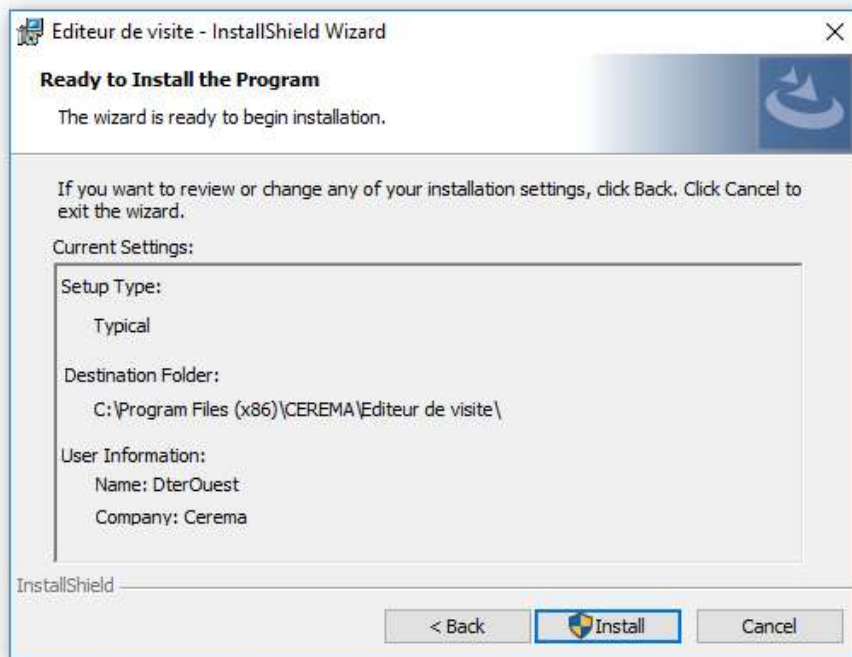 Editeur de visite - InstallShield Wizard
Ready to Install the Program
The wizard is ready to begin installation.
If you want to review or change any of your installation settings, click Back. Click Cancel to
exit the wizard.
Current Settings:
Setup Type:
Typical
Destination Folder:
C:\Program Files (x86)\CEREMA\Editeur de visite\
User Information:
Name: DterOuest
Company: Cerema
InstallShield
< Back
Install
Cancel